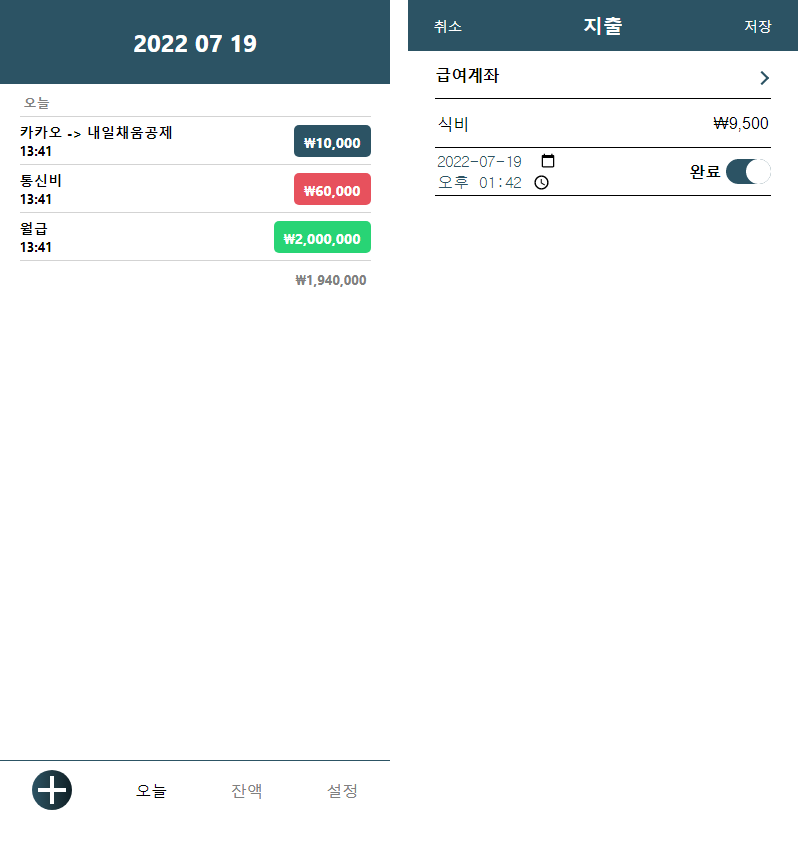 2022 07 19
오늘
카카오 -> 내일채움공제
13:41
₩10,000
통신비
13:41
₩60,000
월급
13:41
₩2,000,000
₩1,940,000
오늘 잔액 설정
취소 지출 저장
급여계좌
식비 ₩9,500
2022-07-19
오후 01:42
완료